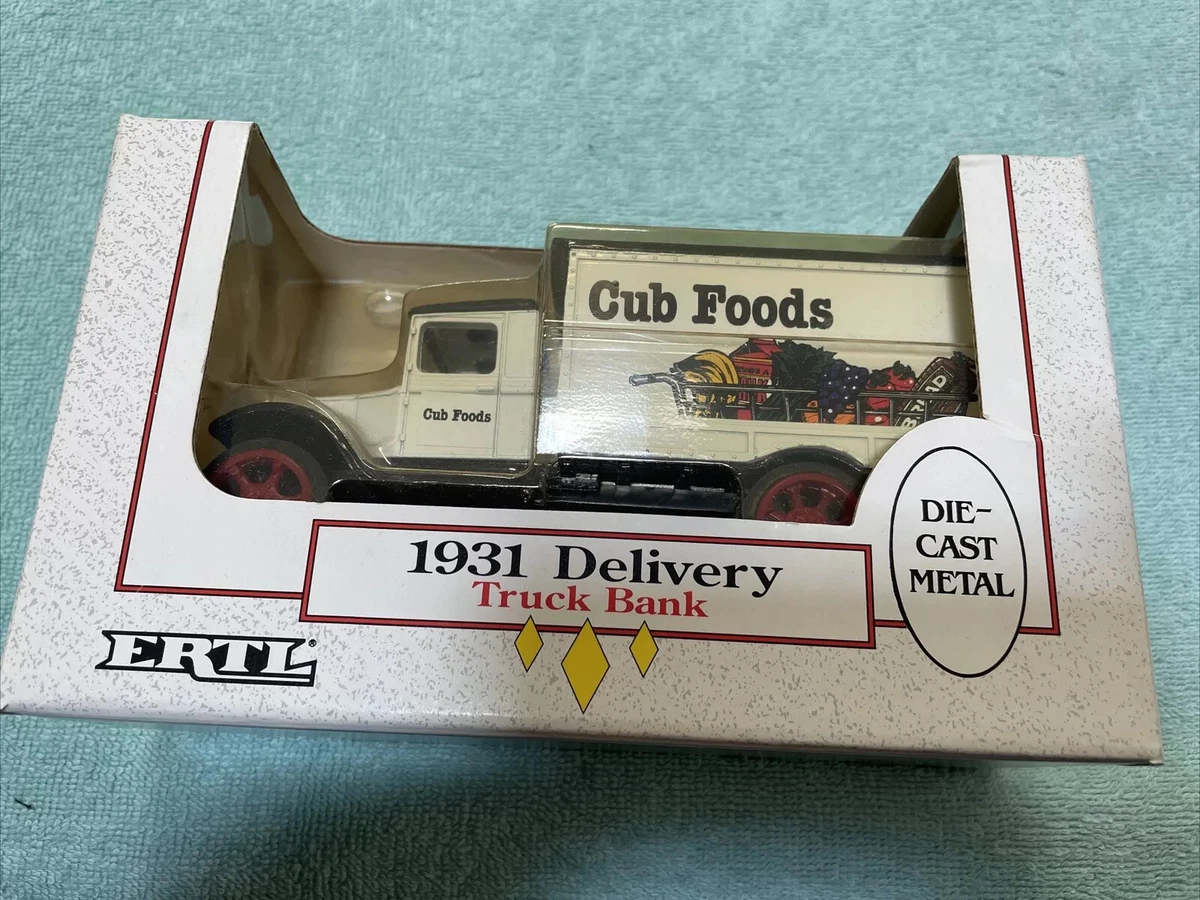 Cub Foods
Cub Foods
1931 Delivery
Truck Bank
ERTL®
DIE-
CAST
METAL